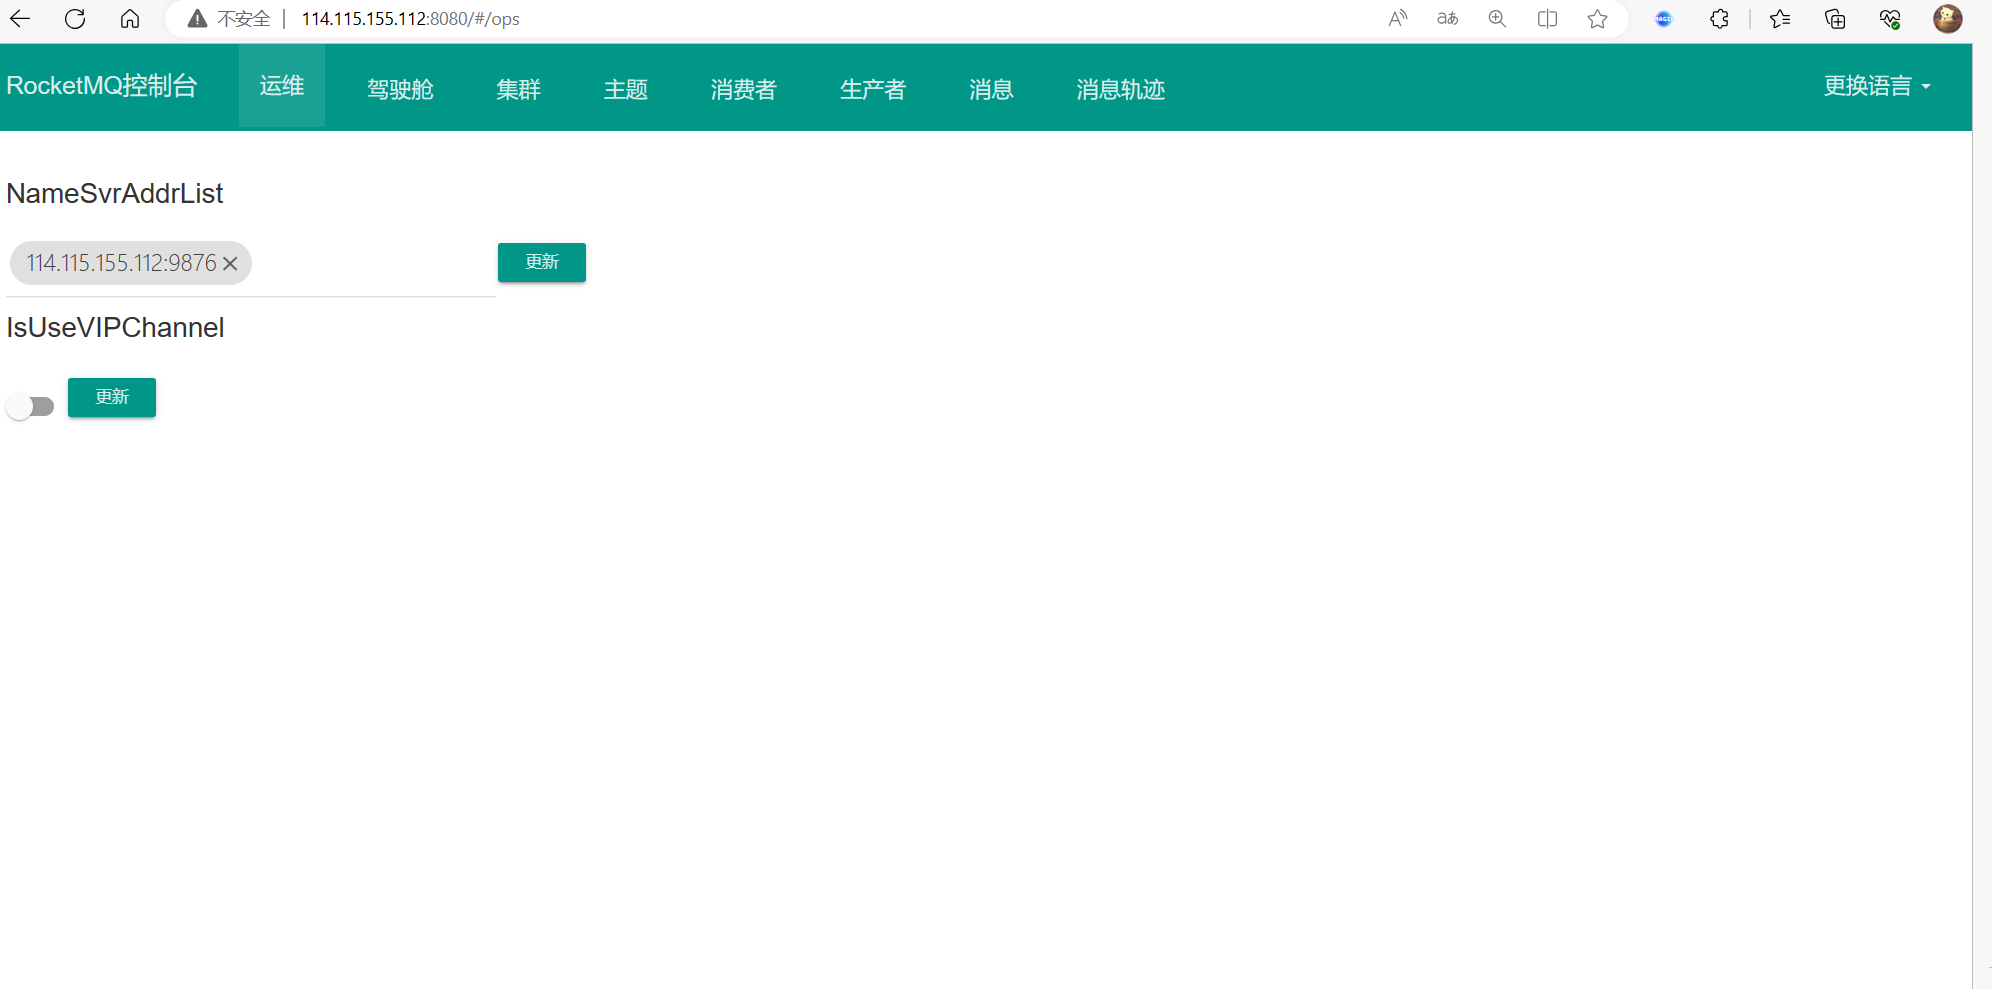 不安全 | 114.115.155.112:8080/#/ops
RocketMQ控制台 运维 驾驶舱 集群 主题 消费者 生产者 消息 消息轨迹 更换语言
NameSvrAddrList
114.115.155.112:9876 更新
IsUseVIPChannel
更新